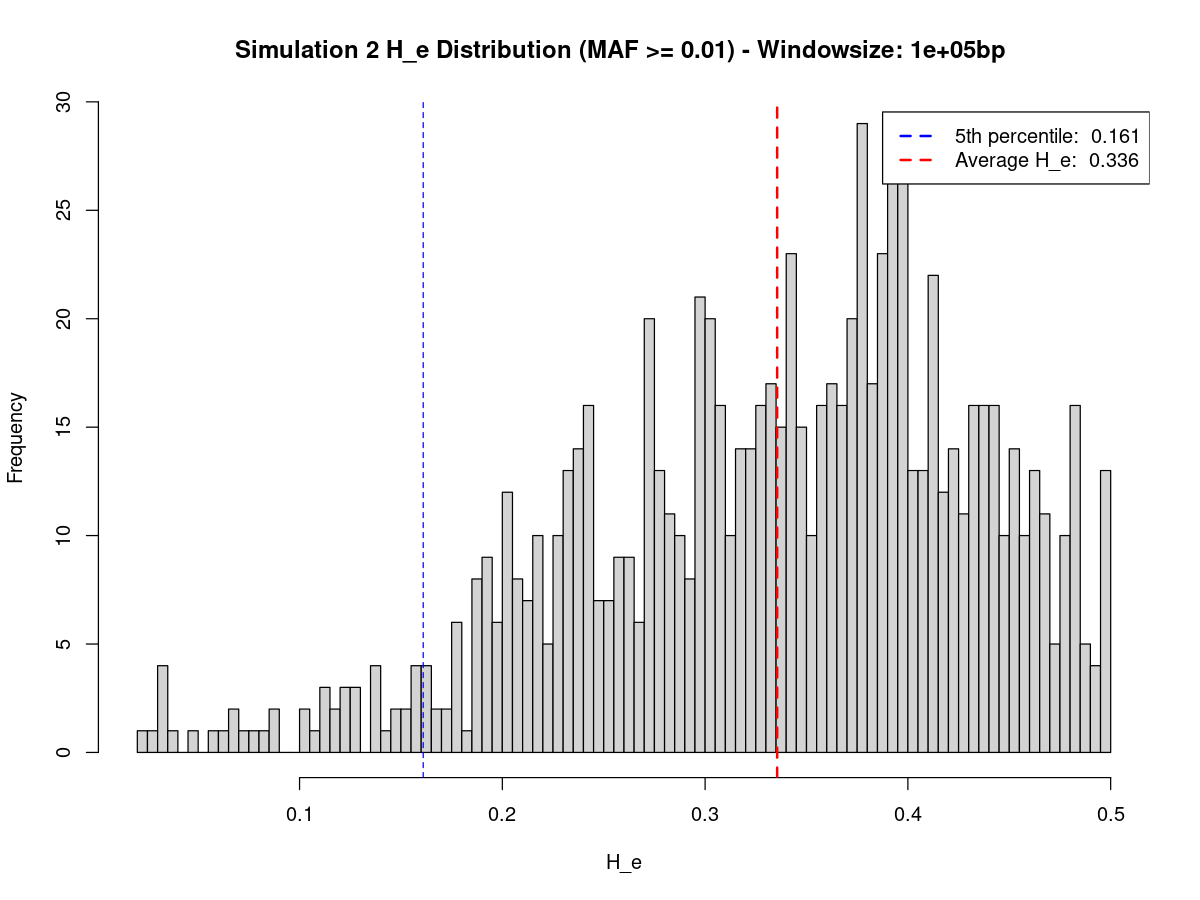 Simulation 2 H_e Distribution (MAF >= 0.01) - Windowsize: 1e+05bp
5th percentile: 0.161
Average H_e: 0.336
Frequency
30
25
20
15
10
5
0
0.1 0.2 0.3 0.4 0.5
H_e